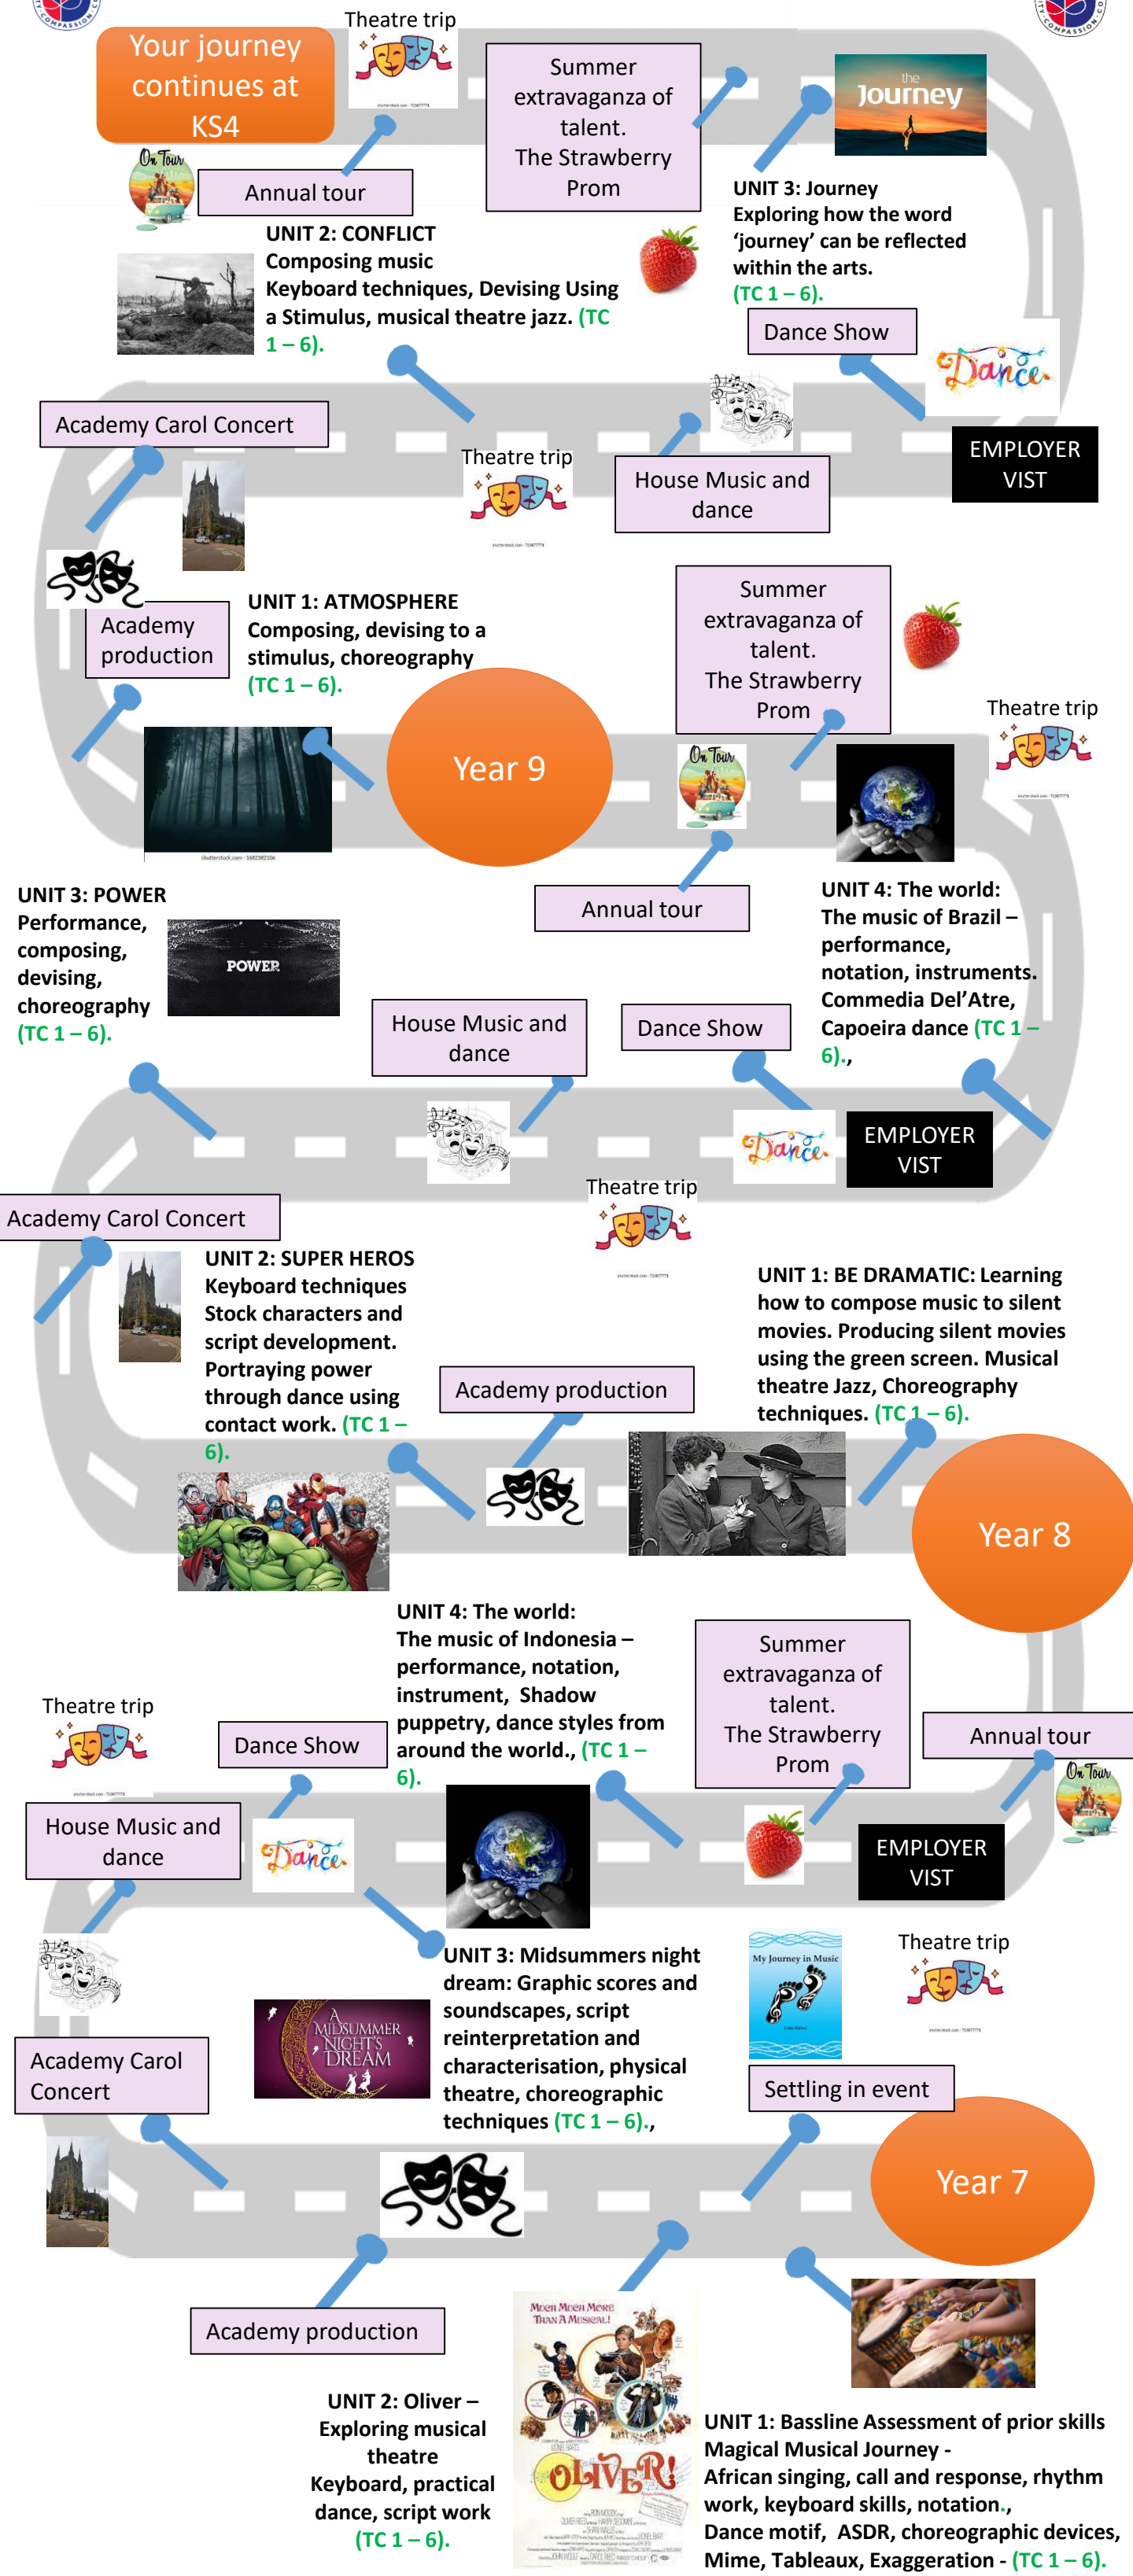 Your journey
continues at
KS4
Theatre trip
shutterstock.com · 710877771
Summer
extravaganza of
talent.
The Strawberry
Prom
the
Journey
On Tour
Annual tour
UNIT 2: CONFLICT
Composing music
Keyboard techniques, Devising Using
a Stimulus, musical theatre jazz. (TC
1 – 6).
UNIT 3: Journey
Exploring how the word
‘journey’ can be reflected
within the arts.
(TC 1 – 6).
Dance Show
Dance
Academy Carol Concert
Theatre trip
House Music and
dance
EMPLOYER
VIST
Academy
production
UNIT 1: ATMOSPHERE
Composing, devising to a
stimulus, choreography
(TC 1 – 6).
Summer
extravaganza of
talent.
The Strawberry
Prom
Theatre trip
Year 9
On Tour
shutterstock.com · 1682382106
UNIT 3: POWER
Performance,
composing,
devising,
choreography
(TC 1 – 6).
POWER
Annual tour
UNIT 4: The world:
The music of Brazil –
performance,
notation, instruments.
Commedia Del’Atre,
Capoeira dance (TC 1 –
6).,
House Music and
dance
Dance Show
Dance
EMPLOYER
VIST
Theatre trip
Academy Carol Concert
UNIT 2: SUPER HEROS
Keyboard techniques
Stock characters and
script development.
Portraying power
through dance using
contact work. (TC 1 –
6).
Academy production
UNIT 1: BE DRAMATIC: Learning
how to compose music to silent
movies. Producing silent movies
using the green screen. Musical
theatre Jazz, Choreography
techniques. (TC 1 – 6).
Year 8
UNIT 4: The world:
The music of Indonesia –
performance, notation,
instrument, Shadow
puppetry, dance styles from
around the world., (TC 1 –
6).
Summer
extravaganza of
talent.
The Strawberry
Prom
Annual tour
On Tour
Theatre trip
Dance Show
House Music and
dance
Dance
EMPLOYER
VIST
UNIT 3: Midsummers night
dream: Graphic scores and
soundscapes, script
reinterpretation and
characterisation, physical
theatre, choreographic
techniques (TC 1 – 6).,
A
MIDSUMMER
NIGHT'S
DREAM
My Journey in Music
Theatre trip
Academy Carol
Concert
Settling in event
Year 7
Academy production
MUCH MUCH MORE
THAN A MUSICAL!
OLIVER!
UNIT 2: Oliver –
Exploring musical
theatre
Keyboard, practical
dance, script work
(TC 1 – 6).
UNIT 1: Bassline Assessment of prior skills
Magical Musical Journey -
African singing, call and response, rhythm
work, keyboard skills, notation.,
Dance motif, ASDR, choreographic devices,
Mime, Tableaux, Exaggeration - (TC 1 – 6).